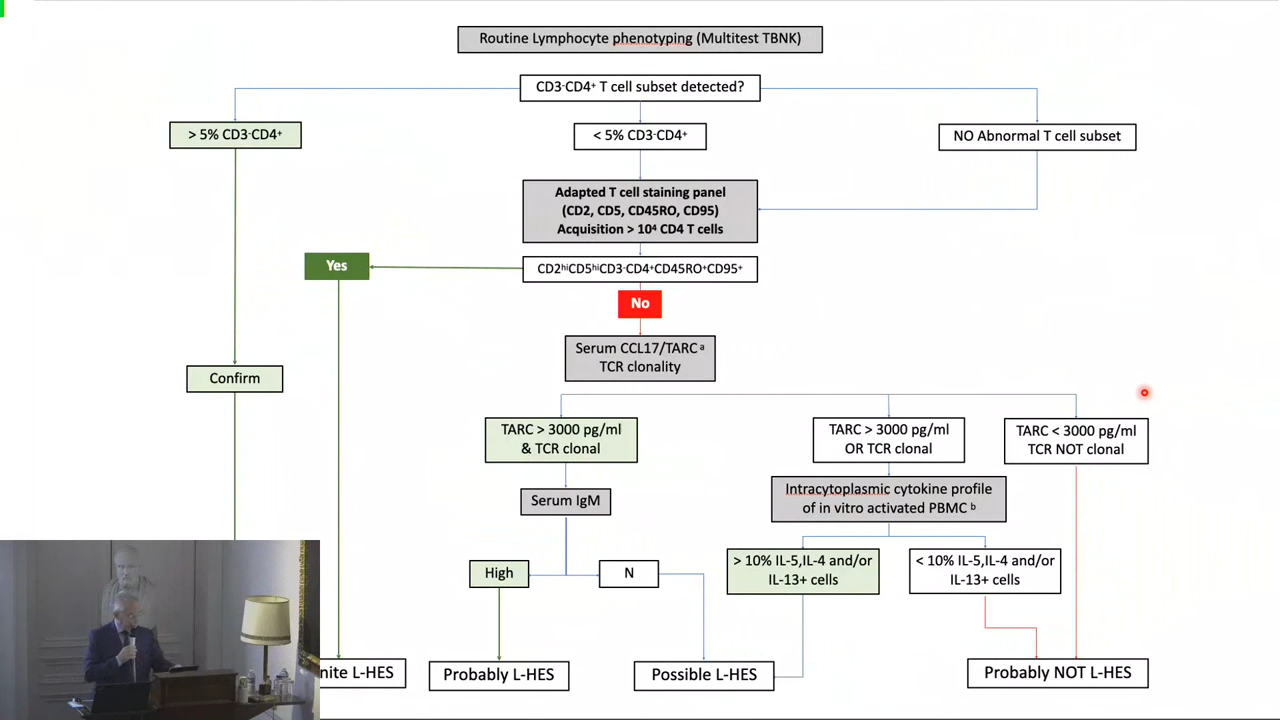 Routine Lymphocyte phenotyping (Multitest TBNK)
CD3⁻CD4⁺ T cell subset detected?
> 5% CD3⁻CD4⁺
< 5% CD3⁻CD4⁺
NO Abnormal T cell subset
Adapted T cell staining panel
(CD2, CD5, CD45RO, CD95)
Acquisition > 10⁴ CD4 T cells
Yes
CD2ʰⁱCD5ʰⁱCD3⁻CD4⁺CD45RO⁺CD95⁺
No
Serum CCL17/TARC ᵃ
TCR clonality
Confirm
TARC > 3000 pg/ml
& TCR clonal
TARC > 3000 pg/ml
OR TCR clonal
TARC < 3000 pg/ml
TCR NOT clonal
Serum IgM
Intracytoplasmic cytokine profile
of in vitro activated PBMC ᵇ
High
N
> 10% IL-5,IL-4 and/or
IL-13+ cells
< 10% IL-5,IL-4 and/or
IL-13+ cells
nite L-HES
Probably L-HES
Possible L-HES
Probably NOT L-HES